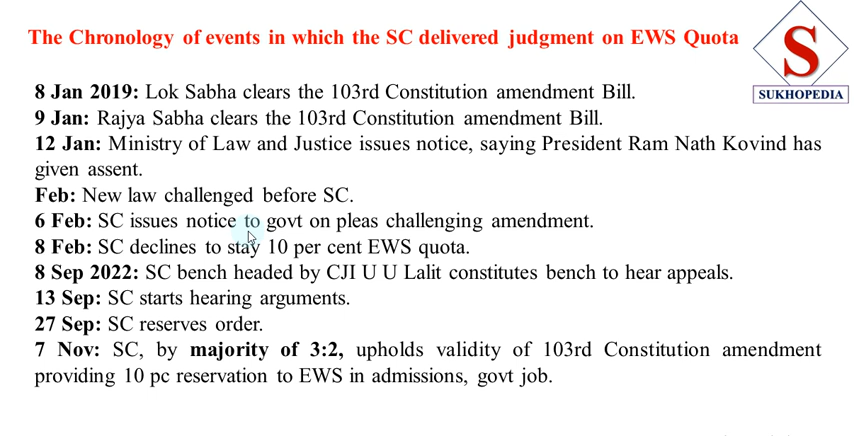 The Chronology of events in which the SC delivered judgment on EWS Quota
S
SUKHOPEDIA
8 Jan 2019: Lok Sabha clears the 103rd Constitution amendment Bill.
9 Jan: Rajya Sabha clears the 103rd Constitution amendment Bill.
12 Jan: Ministry of Law and Justice issues notice, saying President Ram Nath Kovind has
given assent.
Feb: New law challenged before SC.
6 Feb: SC issues notice to govt on pleas challenging amendment.
8 Feb: SC declines to stay 10 per cent EWS quota.
8 Sep 2022: SC bench headed by CJI U U Lalit constitutes bench to hear appeals.
13 Sep: SC starts hearing arguments.
27 Sep: SC reserves order.
7 Nov: SC, by majority of 3:2, upholds validity of 103rd Constitution amendment
providing 10 pc reservation to EWS in admissions, govt job.